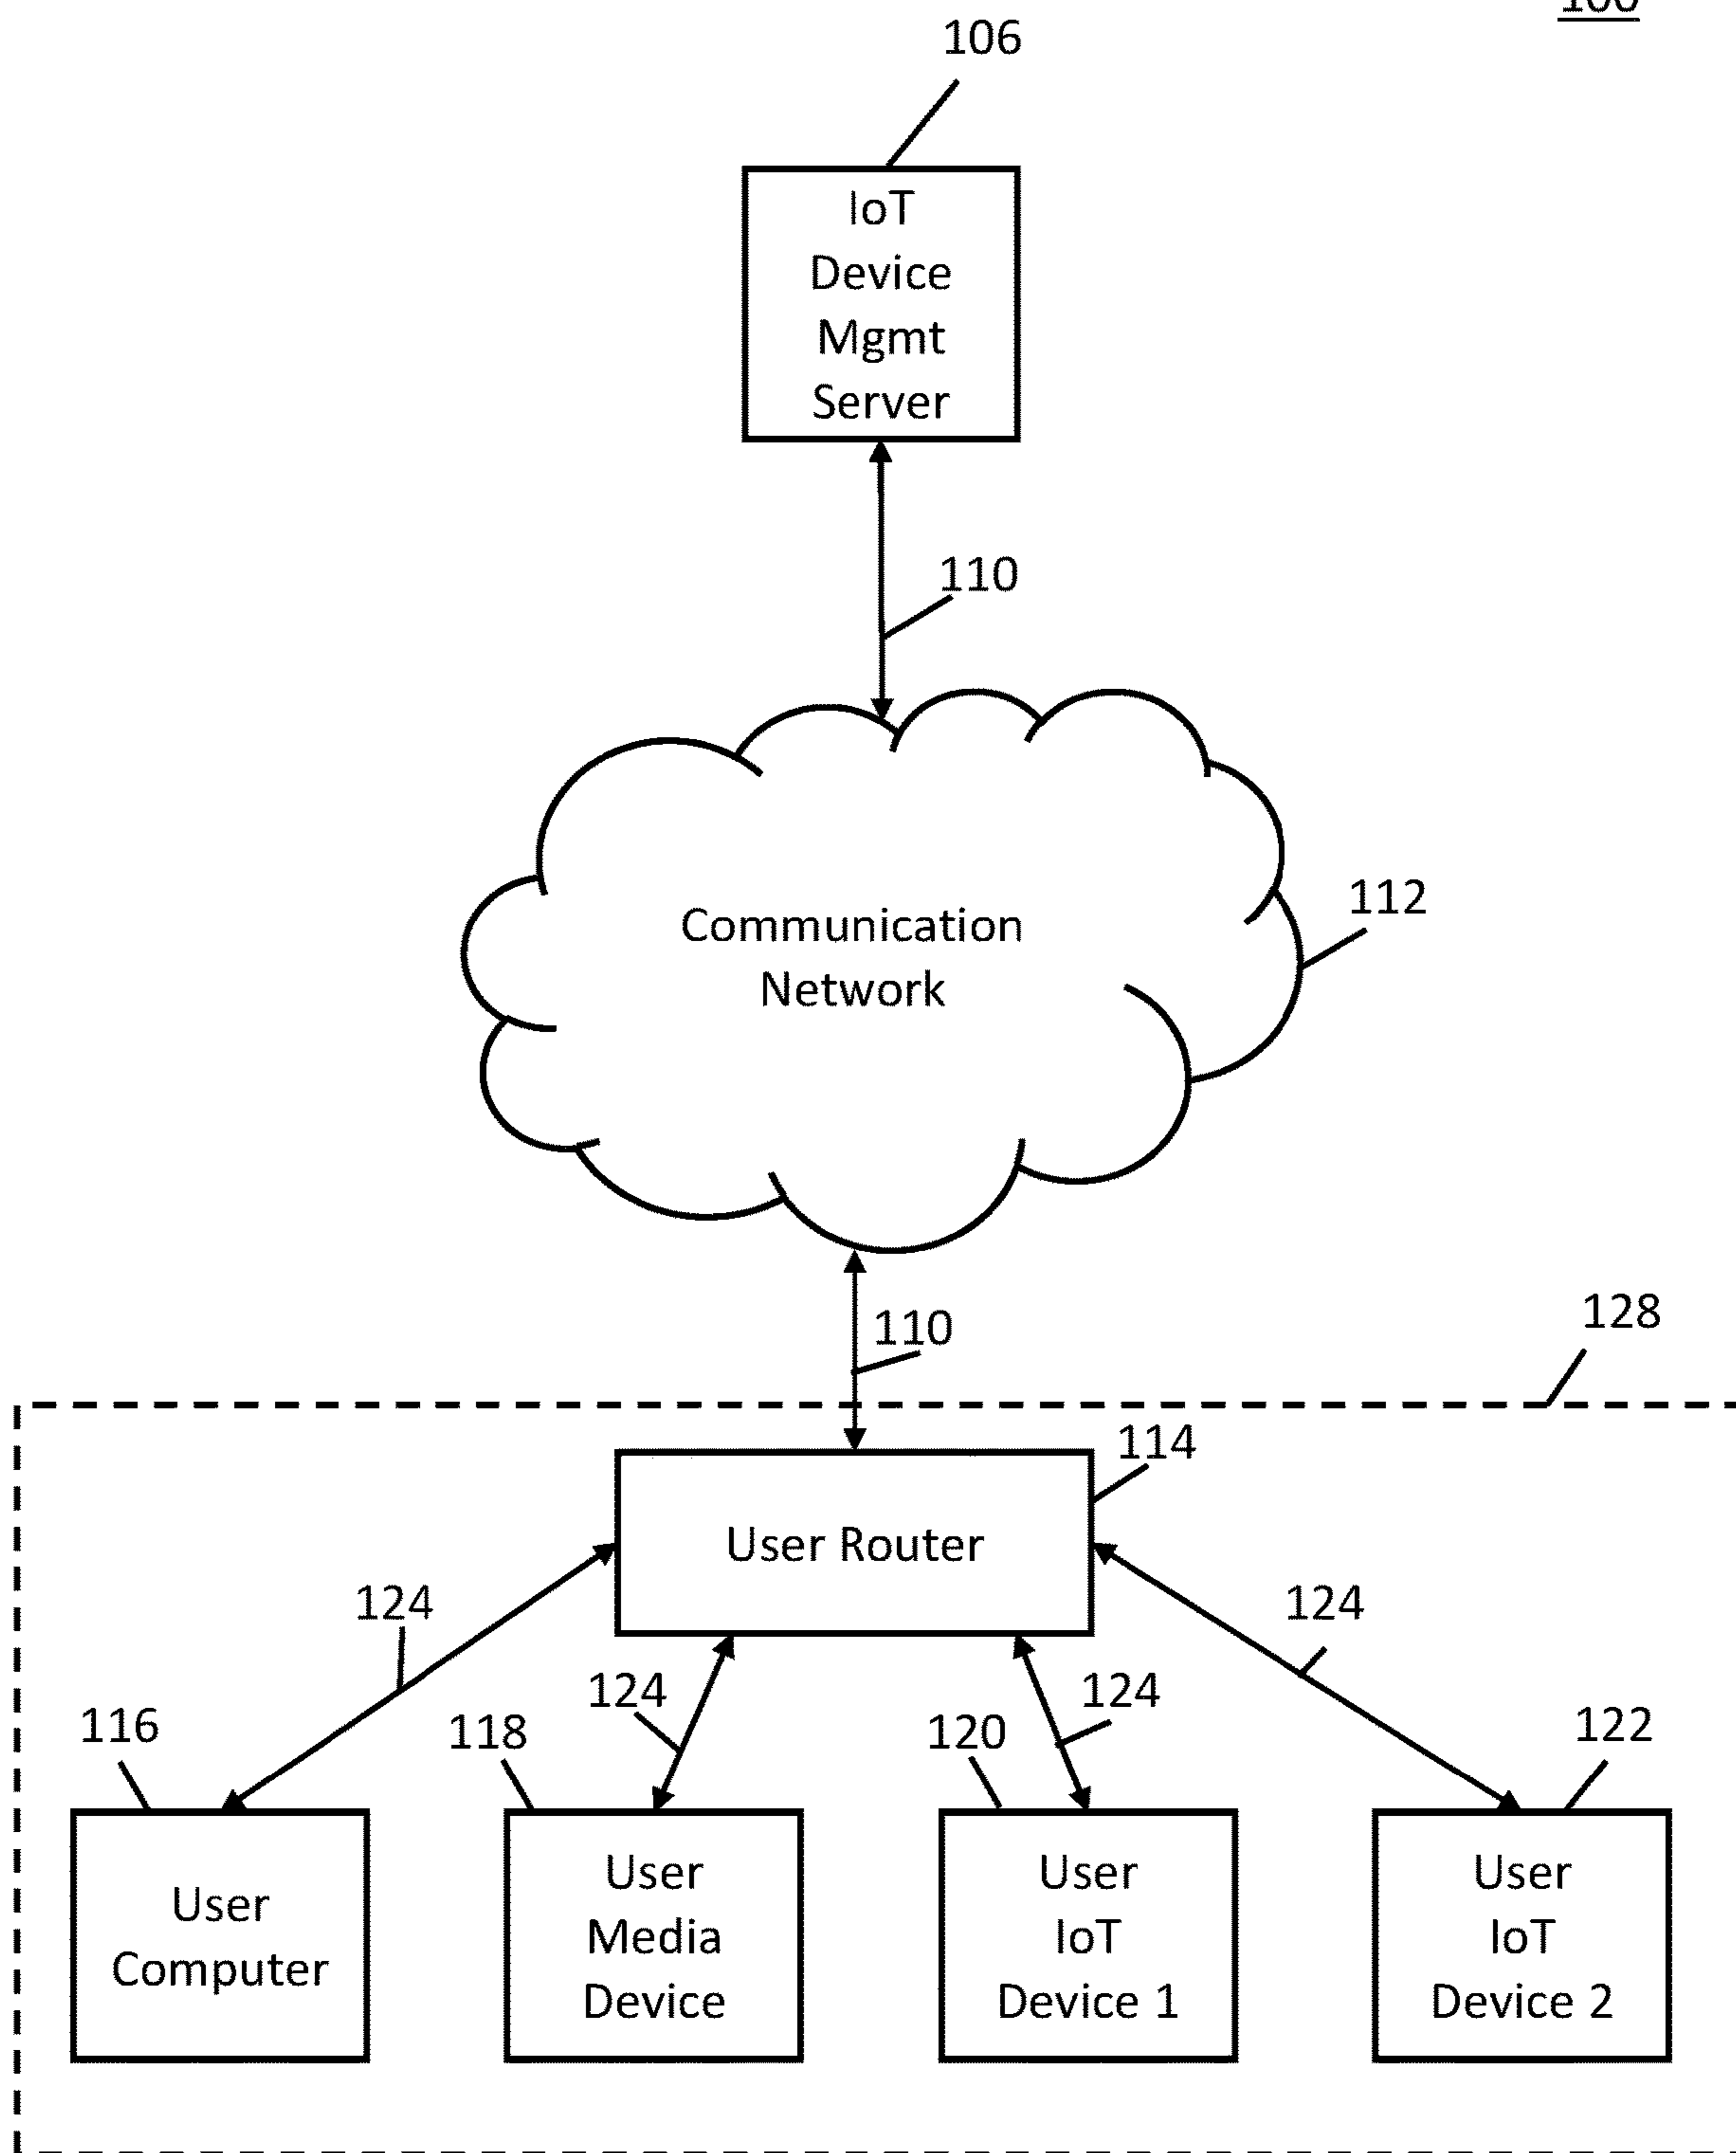 106
IoT
Device
Mgmt
Server
110
112
Communication
Network
110
128
114
User Router
124
124
124
124
116
118
120
122
User
Computer
User
Media
Device
User
IoT
Device 1
User
IoT
Device 2